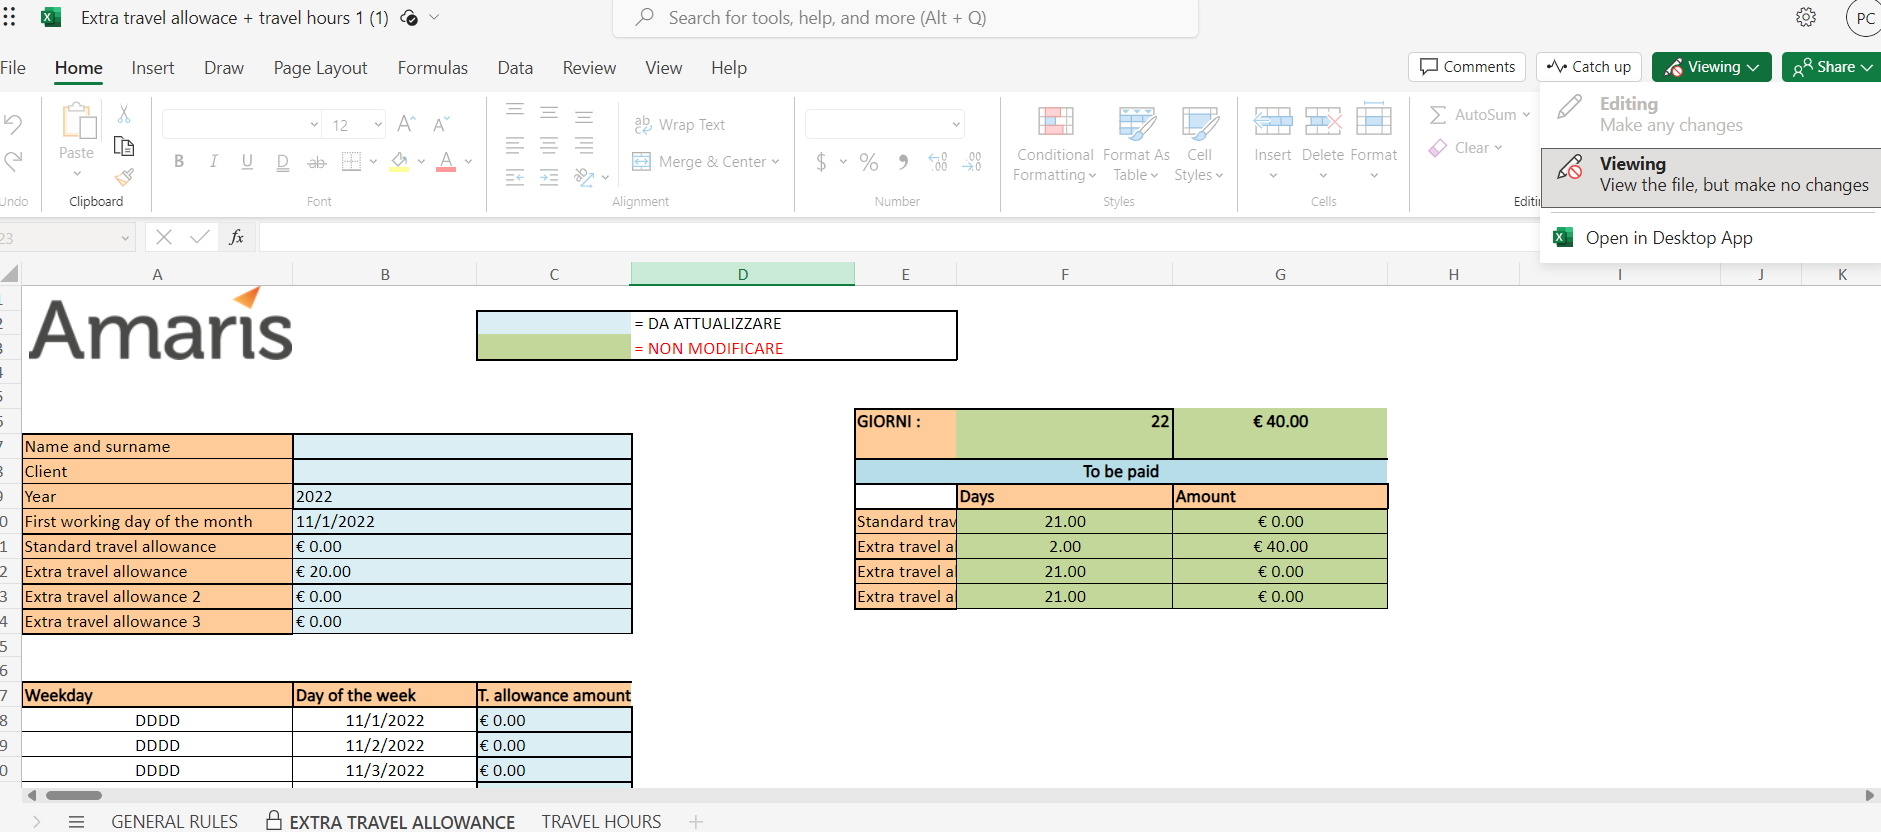 Extra travel allowace + travel hours 1 (1)
Search for tools, help, and more (Alt + Q)
PC
File
Home
Insert
Draw
Page Layout
Formulas
Data
Review
View
Help
Comments
Catch up
Viewing
Share
Editing
Make any changes
Viewing
View the file, but make no changes
Open in Desktop App
Undo
Paste
Clipboard
12
B I U D ab A
Font
ab Wrap Text
Merge & Center
Alignment
$ % 9 .00
Number
Conditional Formatting
Format As Table
Cell Styles
Styles
Insert
Delete
Format
Cells
AutoSum
Clear
fx
A B C D E F G H I J K
Amaris
= DA ATTUALIZZARE
= NON MODIFICARE
GIORNI : 22 € 40.00
To be paid
Days Amount
Standard trav 21.00 € 0.00
Extra travel al 2.00 € 40.00
Extra travel al 21.00 € 0.00
Extra travel al 21.00 € 0.00
Name and surname
Client
Year 2022
First working day of the month 11/1/2022
Standard travel allowance € 0.00
Extra travel allowance € 20.00
Extra travel allowance 2 € 0.00
Extra travel allowance 3 € 0.00
Weekday Day of the week T. allowance amount
DDDD 11/1/2022 € 0.00
DDDD 11/2/2022 € 0.00
DDDD 11/3/2022 € 0.00
GENERAL RULES
EXTRA TRAVEL ALLOWANCE
TRAVEL HOURS